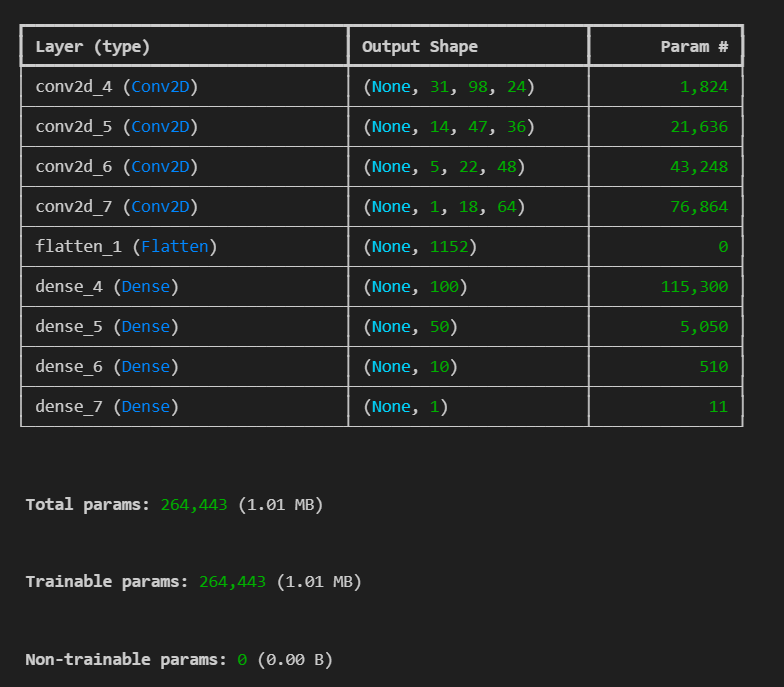 Layer (type) Output Shape Param #
conv2d_4 (Conv2D) (None, 31, 98, 24) 1,824
conv2d_5 (Conv2D) (None, 14, 47, 36) 21,636
conv2d_6 (Conv2D) (None, 5, 22, 48) 43,248
conv2d_7 (Conv2D) (None, 1, 18, 64) 76,864
flatten_1 (Flatten) (None, 1152) 0
dense_4 (Dense) (None, 100) 115,300
dense_5 (Dense) (None, 50) 5,050
dense_6 (Dense) (None, 10) 510
dense_7 (Dense) (None, 1) 11
Total params: 264,443 (1.01 MB)
Trainable params: 264,443 (1.01 MB)
Non-trainable params: 0 (0.00 B)